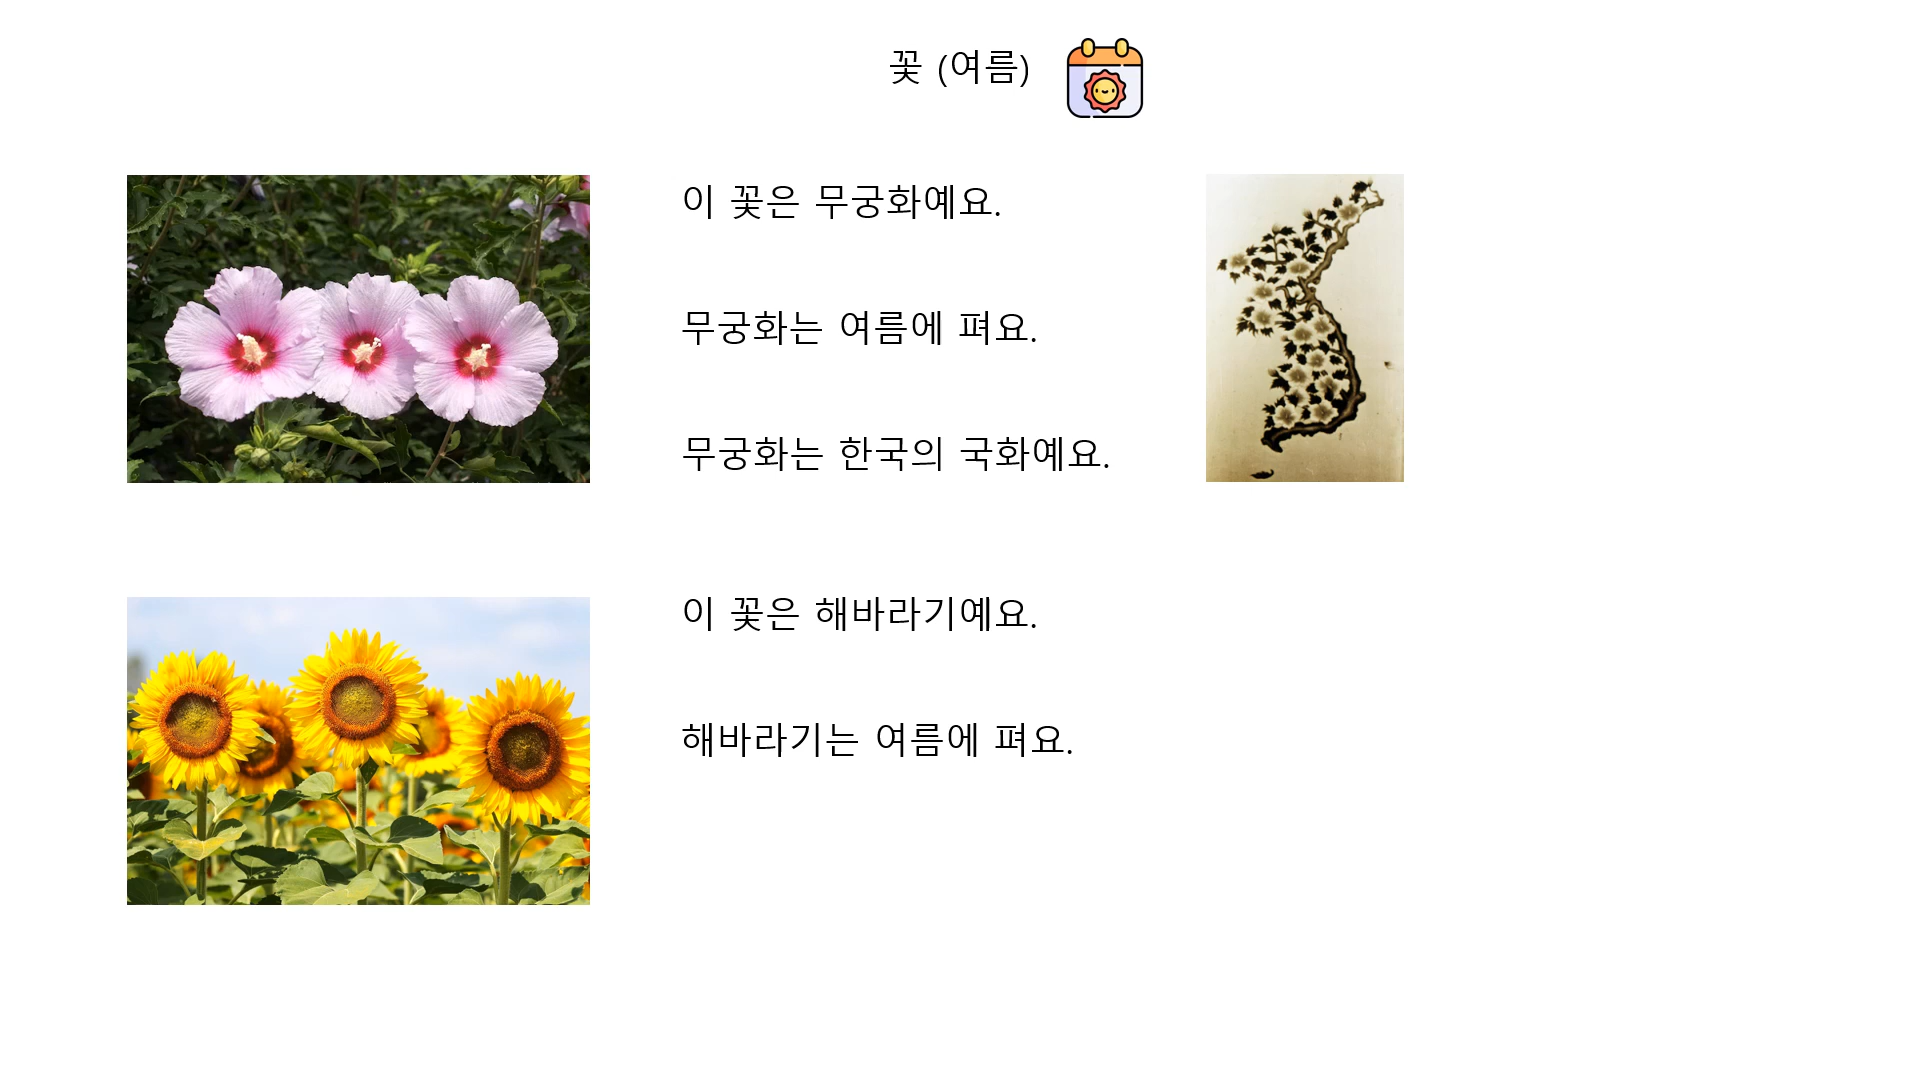 꽃 (여름)
이 꽃은 무궁화예요.
무궁화는 여름에 펴요.
무궁화는 한국의 국화예요.
이 꽃은 해바라기예요.
해바라기는 여름에 펴요.